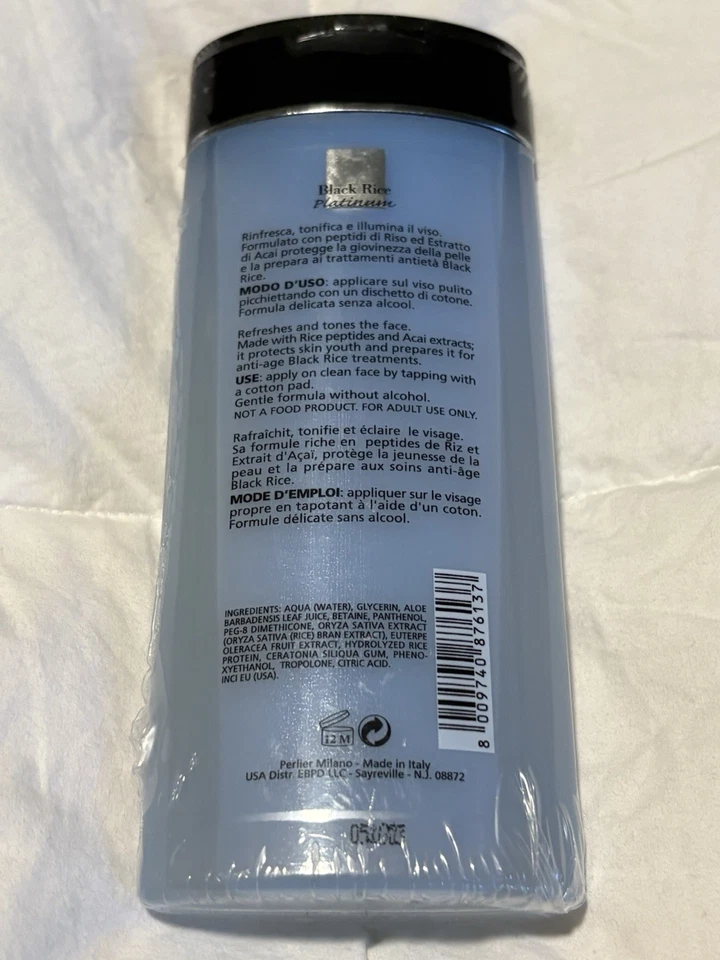 Black Rice
Platinum
Rinfresca, tonifica e illumina il viso.
Formulato con peptidi di Riso ed Estratto
di Acai protegge la giovinezza della pelle
e la prepara ai trattamenti antietà Black
Rice.
MODO D'USO: applicare sul viso pulito
picchiettando con un dischetto di cotone.
Formula delicata senza alcool.
Refreshes and tones the face.
Made with Rice peptides and Acai extracts;
it protects skin youth and prepares it for
anti-age Black Rice treatments.
USE: apply on clean face by tapping with
a cotton pad.
Gentle formula without alcohol.
NOT A FOOD PRODUCT. FOR ADULT USE ONLY.
Rafraîchit, tonifie et éclaire le visage.
Sa formule riche en peptides de Riz et
Extrait d'Açaï, protège la jeunesse de la
peau et la prépare aux soins anti-âge
Black Rice.
MODE D'EMPLOI: appliquer sur le visage
propre en tapotant à l'aide d'un coton.
Formule délicate sans alcool.
INGREDIENTS: AQUA (WATER), GLYCERIN, ALOE
BARBADENSIS LEAF JUICE, BETAINE, PANTHENOL,
PEG-8 DIMETHICONE, ORYZA SATIVA EXTRACT
(ORYZA SATIVA (RICE) BRAN EXTRACT), EUTERPE
OLERACEA FRUIT EXTRACT, HYDROLYZED RICE
PROTEIN, CERATONIA SILIQUA GUM, PHENO-
XYETHANOL, TROPOLONE, CITRIC ACID.
INCI EU (USA).
8 009740 876137
12 M
Perlier Milano - Made in Italy
USA Distr. EBPD LLC - Sayreville - N.J. 08872